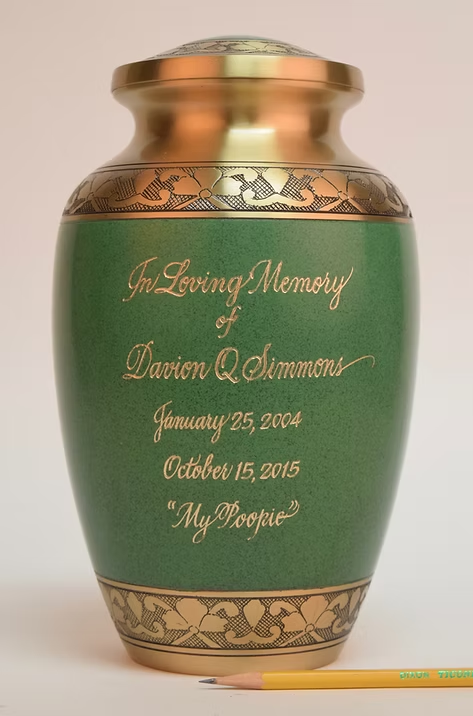 In Loving Memory
of
Davion Q Simmons
January 25, 2004
October 15, 2015
"My Poopie"